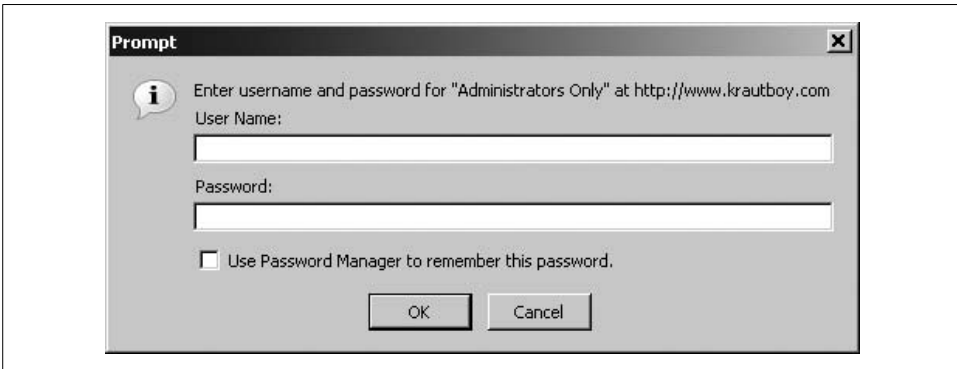 Prompt
Enter username and password for "Administrators Only" at http://www.krautboy.com
User Name:
Password:
Use Password Manager to remember this password.
OK
Cancel